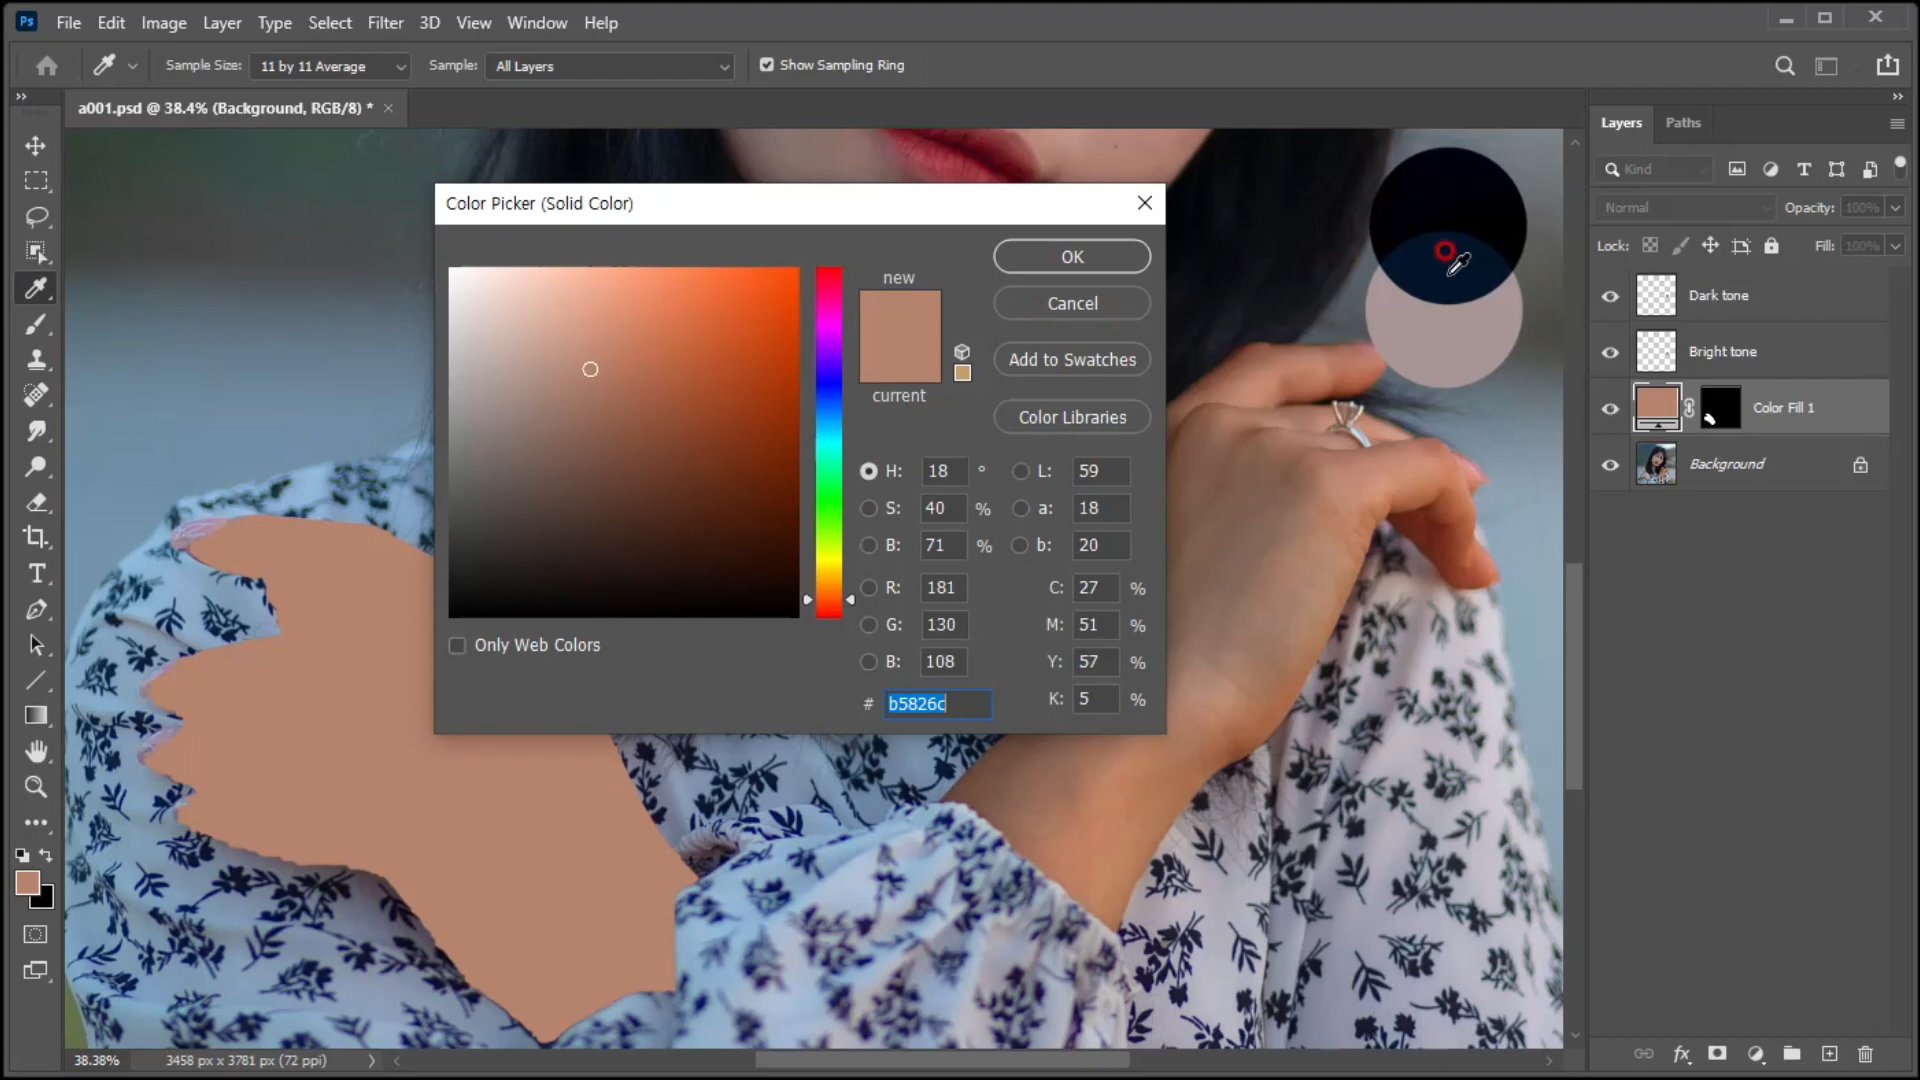 Ps File Edit Image Layer Type Select Filter 3D View Window Help
Sample Size: 11 by 11 Average Sample: All Layers Show Sampling Ring
a001.psd @ 38.4% (Background, RGB/8) * ×
Layers Paths
Kind
Normal Opacity: 100%
Lock: Fill: 100%
Dark tone
Bright tone
Color Fill 1
Background
Color Picker (Solid Color)
new
current
OK
Cancel
Add to Swatches
Color Libraries
H: 18 ° L: 59
S: 40 % a: 18
B: 71 % b: 20
R: 181 C: 27 %
G: 130 M: 51 %
B: 108 Y: 57 %
# b5826c K: 5 %
Only Web Colors
38.38% 3458 px x 3781 px (72 ppi)